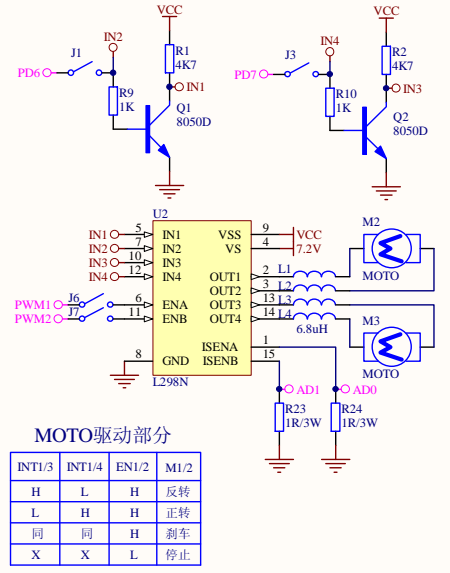 VCC VCC
IN2 IN4
J1 R1 4K7 J3 R2 4K7
PD6 IN1 PD7 IN3
R9 1K Q1 8050D R10 1K Q2 8050D
U2 M2
IN1 5 IN1 VSS 9 VCC
IN2 7 IN2 VS 4 7.2V
IN3 10 IN3
IN4 12 IN4 OUT1 2 L1 MOTO
OUT2 3 L2
PWM1 J6 6 ENA OUT3 13 L3
PWM2 J7 11 ENB OUT4 14 L4 M3
6.8uH
ISENA 1
8 GND ISENB 15 MOTO
L298N AD1 AD0
R23 1R/3W R24 1R/3W
MOTO驱动部分
INT1/3 INT1/4 EN1/2 M1/2
H L H 反转
L H H 正转
同 同 H 刹车
X X L 停止